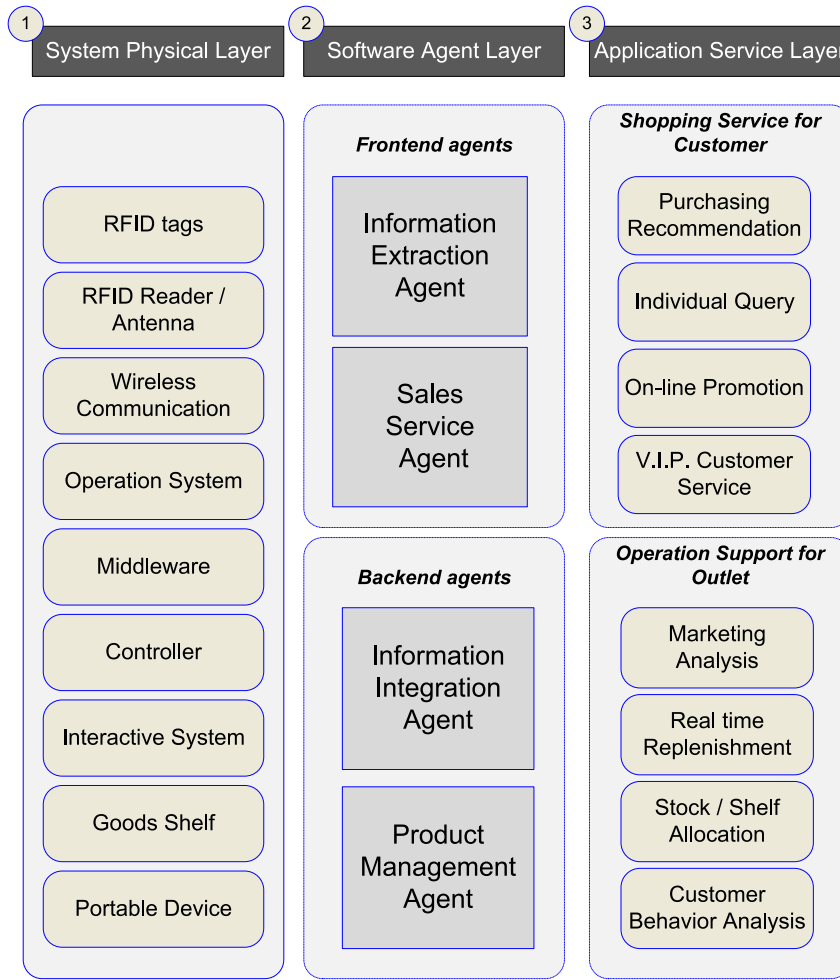 1
System Physical Layer
RFID tags
RFID Reader /
Antenna
Wireless
Communication
Operation System
Middleware
Controller
Interactive System
Goods Shelf
Portable Device
2
Software Agent Layer
Frontend agents
Information
Extraction
Agent
Sales
Service
Agent
Backend agents
Information
Integration
Agent
Product
Management
Agent
3
Application Service Layer
Shopping Service for
Customer
Purchasing
Recommendation
Individual Query
On-line Promotion
V.I.P. Customer
Service
Operation Support for
Outlet
Marketing
Analysis
Real time
Replenishment
Stock / Shelf
Allocation
Customer
Behavior Analysis